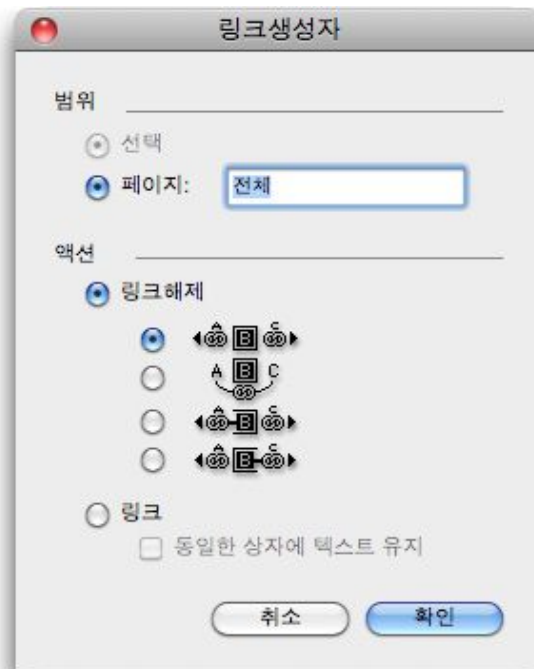 링크생성자
범위
선택
페이지: 전체
액션
링크해제
A B C
A B C
A B C
A B C
링크
동일한 상자에 텍스트 유지
취소 확인